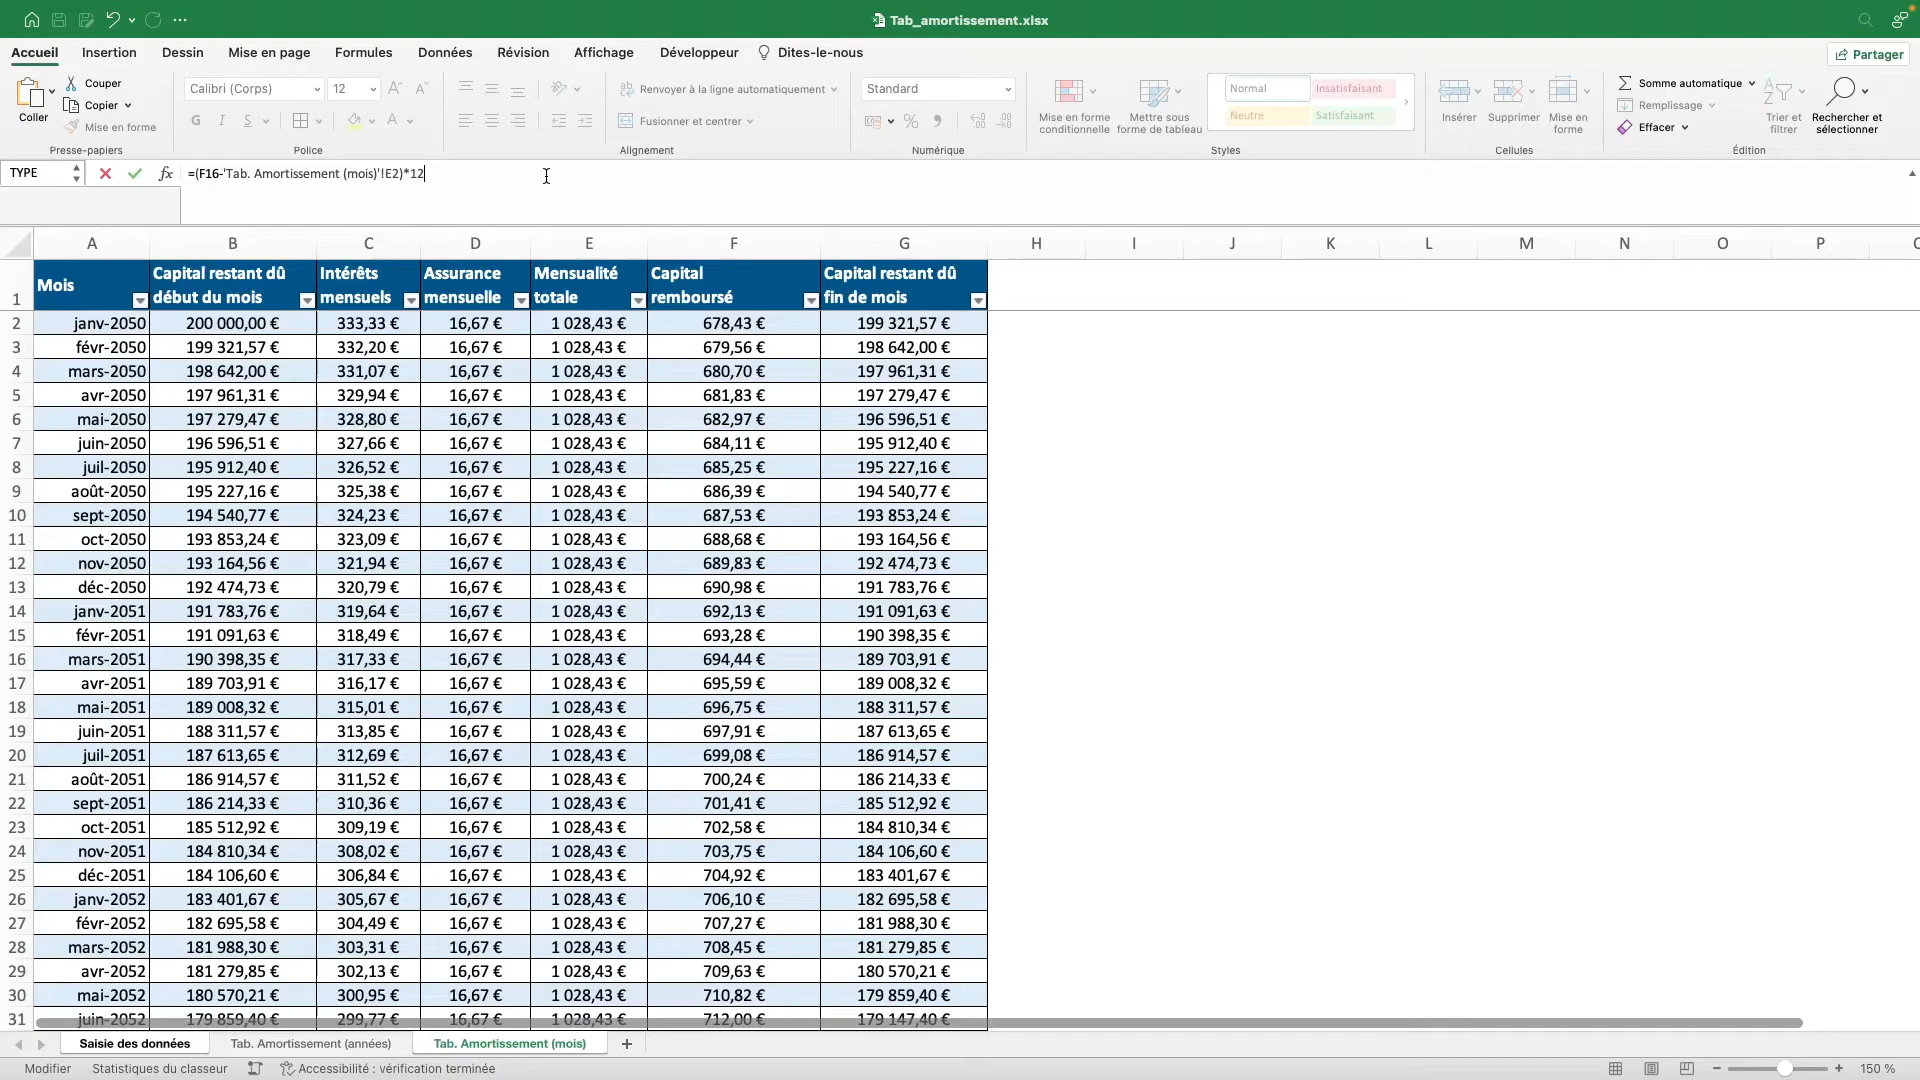 Tab_amortissement.xlsx
Accueil Insertion Dessin Mise en page Formules Données Révision Affichage Développeur Dites-le-nous Partager
Coller Couper Copier Mise en forme Presse-papiers
Calibri (Corps) 12 G I S Police
Renvoyer à la ligne automatiquement Fusionner et centrer Alignement
Standard Numérique
Mise en forme conditionnelle Mettre sous forme de tableau
Normal Insatisfaisant
Neutre Satisfaisant
Styles
Insérer Supprimer Mise en forme Cellules
Somme automatique Remplissage Effacer Trier et filtrer Rechercher et sélectionner Édition
TYPE fx =(F16-'Tab. Amortissement (mois)'!E2)*12
A B C D E F G H I J K L M N O P
1 Mois Capital restant dû début du mois Intérêts mensuels Assurance mensuelle Mensualité totale Capital remboursé Capital restant dû fin de mois
2 janv-2050 200 000,00 € 333,33 € 16,67 € 1 028,43 € 678,43 € 199 321,57 €
3 févr-2050 199 321,57 € 332,20 € 16,67 € 1 028,43 € 679,56 € 198 642,00 €
4 mars-2050 198 642,00 € 331,07 € 16,67 € 1 028,43 € 680,70 € 197 961,31 €
5 avr-2050 197 961,31 € 329,94 € 16,67 € 1 028,43 € 681,83 € 197 279,47 €
6 mai-2050 197 279,47 € 328,80 € 16,67 € 1 028,43 € 682,97 € 196 596,51 €
7 juin-2050 196 596,51 € 327,66 € 16,67 € 1 028,43 € 684,11 € 195 912,40 €
8 juil-2050 195 912,40 € 326,52 € 16,67 € 1 028,43 € 685,25 € 195 227,16 €
9 août-2050 195 227,16 € 325,38 € 16,67 € 1 028,43 € 686,39 € 194 540,77 €
10 sept-2050 194 540,77 € 324,23 € 16,67 € 1 028,43 € 687,53 € 193 853,24 €
11 oct-2050 193 853,24 € 323,09 € 16,67 € 1 028,43 € 688,68 € 193 164,56 €
12 nov-2050 193 164,56 € 321,94 € 16,67 € 1 028,43 € 689,83 € 192 474,73 €
13 déc-2050 192 474,73 € 320,79 € 16,67 € 1 028,43 € 690,98 € 191 783,76 €
14 janv-2051 191 783,76 € 319,64 € 16,67 € 1 028,43 € 692,13 € 191 091,63 €
15 févr-2051 191 091,63 € 318,49 € 16,67 € 1 028,43 € 693,28 € 190 398,35 €
16 mars-2051 190 398,35 € 317,33 € 16,67 € 1 028,43 € 694,44 € 189 703,91 €
17 avr-2051 189 703,91 € 316,17 € 16,67 € 1 028,43 € 695,59 € 189 008,32 €
18 mai-2051 189 008,32 € 315,01 € 16,67 € 1 028,43 € 696,75 € 188 311,57 €
19 juin-2051 188 311,57 € 313,85 € 16,67 € 1 028,43 € 697,91 € 187 613,65 €
20 juil-2051 187 613,65 € 312,69 € 16,67 € 1 028,43 € 699,08 € 186 914,57 €
21 août-2051 186 914,57 € 311,52 € 16,67 € 1 028,43 € 700,24 € 186 214,33 €
22 sept-2051 186 214,33 € 310,36 € 16,67 € 1 028,43 € 701,41 € 185 512,92 €
23 oct-2051 185 512,92 € 309,19 € 16,67 € 1 028,43 € 702,58 € 184 810,34 €
24 nov-2051 184 810,34 € 308,02 € 16,67 € 1 028,43 € 703,75 € 184 106,60 €
25 déc-2051 184 106,60 € 306,84 € 16,67 € 1 028,43 € 704,92 € 183 401,67 €
26 janv-2052 183 401,67 € 305,67 € 16,67 € 1 028,43 € 706,10 € 182 695,58 €
27 févr-2052 182 695,58 € 304,49 € 16,67 € 1 028,43 € 707,27 € 181 988,30 €
28 mars-2052 181 988,30 € 303,31 € 16,67 € 1 028,43 € 708,45 € 181 279,85 €
29 avr-2052 181 279,85 € 302,13 € 16,67 € 1 028,43 € 709,63 € 180 570,21 €
30 mai-2052 180 570,21 € 300,95 € 16,67 € 1 028,43 € 710,82 € 179 859,40 €
31 juin-2052 179 859,40 € 299,77 € 16,67 € 1 028,43 € 712,00 € 179 147,40 €
Saisie des données Tab. Amortissement (années) Tab. Amortissement (mois)
Modifier Statistiques du classeur Accessibilité : vérification terminée 150 %